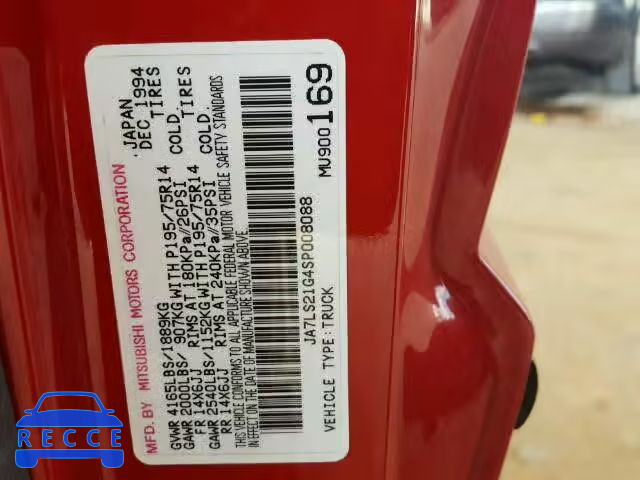 MFD. BY MITSUBISHI MOTORS CORPORATION JAPAN
GVWR 4165LBS/1889KG DEC 1994
GAWR 2000LBS/ 907KG WITH P195/75R14 TIRES
FR 14X6JJ RIMS AT 180KPa//26PSI COLD.
GAWR 2540LBS/1152KG WITH P195/75R14 TIRES
RR 14X6JJ RIMS AT 240KPa//35PSI COLD.
THIS VEHICLE CONFORMS TO ALL APPLICABLE FEDERAL MOTOR VEHICLE SAFETY STANDARDS
IN EFFECT ON THE DATE OF MANUFACTURE SHOWN ABOVE.
JA7LS21G4SP008088
VEHICLE TYPE:TRUCK MU900169
RECCE